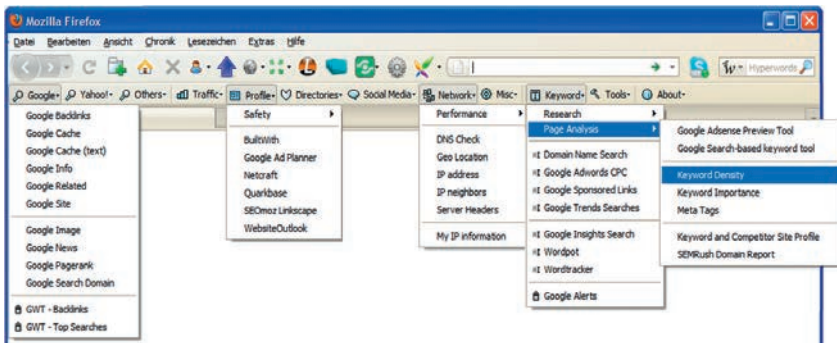 Mozilla Firefox
Datei Bearbeiten Ansicht Chronik Lesezeichen Extras Hilfe
Hyperwords
Google Yahoo! Others Traffic Profile Directories Social Media Network Misc Keyword Tools About
Google Backlinks
Google Cache
Google Cache (text)
Google Info
Google Related
Google Site
Google Image
Google News
Google Pagerank
Google Search Domain
GWT - Backlinks
GWT - Top Searches
Safety
BuiltWith
Google Ad Planner
Netcraft
Quarkbase
SEOmoz Linkscape
WebsiteOutlook
Performance
DNS Check
Geo Location
IP address
IP neighbors
Server Headers
My IP information
Research
Page Analysis
Domain Name Search
Google Adwords CPC
Google Sponsored Links
Google Trends Searches
Google Insights Search
Wordpot
Wordtracker
Google Alerts
Google Adsense Preview Tool
Google Search-based keyword tool
Keyword Density
Keyword Importance
Meta Tags
Keyword and Competitor Site Profile
SEMRush Domain Report